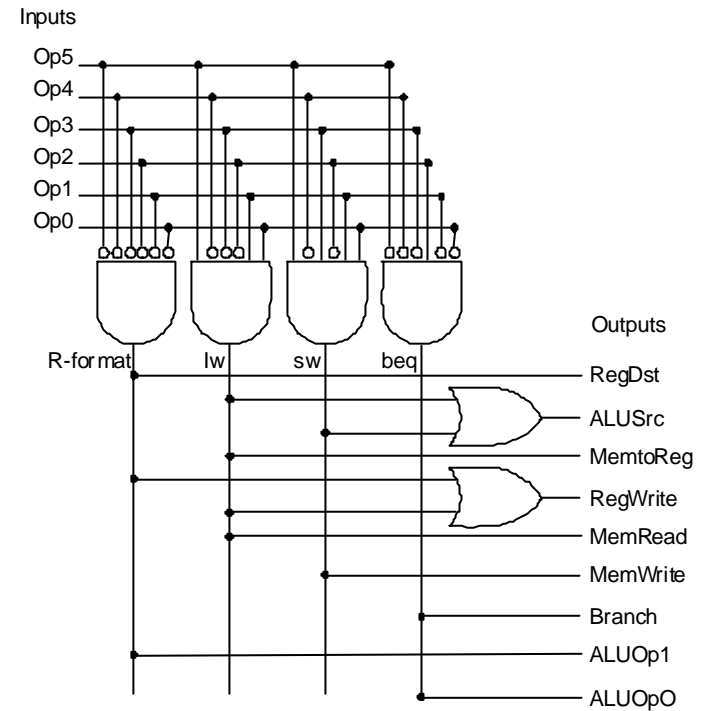 Inputs
Op5
Op4
Op3
Op2
Op1
Op0
R-format
lw
sw
beq
Outputs
RegDst
ALUSrc
MemtoReg
RegWrite
MemRead
MemWrite
Branch
ALUOp1
ALUOpO